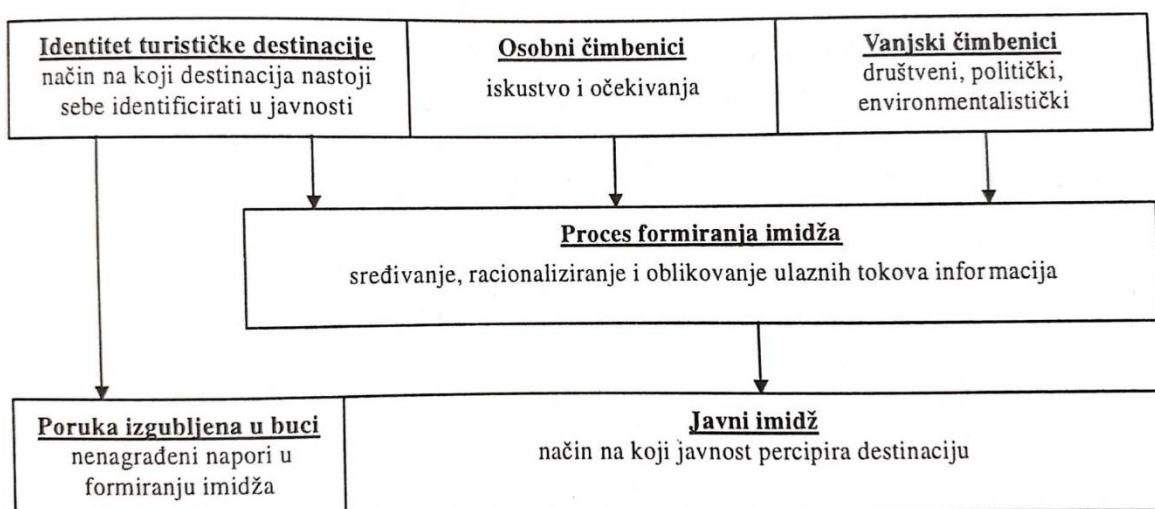 Identitet turističke destinacije
način na koji destinacija nastoji
sebe identificirati u javnosti
Osobni čimbenici
iskustvo i očekivanja
Vanjski čimbenici
društveni, politički,
environmentalistički
Proces formiranja imidža
sređivanje, racionaliziranje i oblikovanje ulaznih tokova informacija
Poruka izgubljena u buci
nenagrađeni napori u
formiranju imidža
Javni imidž
način na koji javnost percipira destinaciju